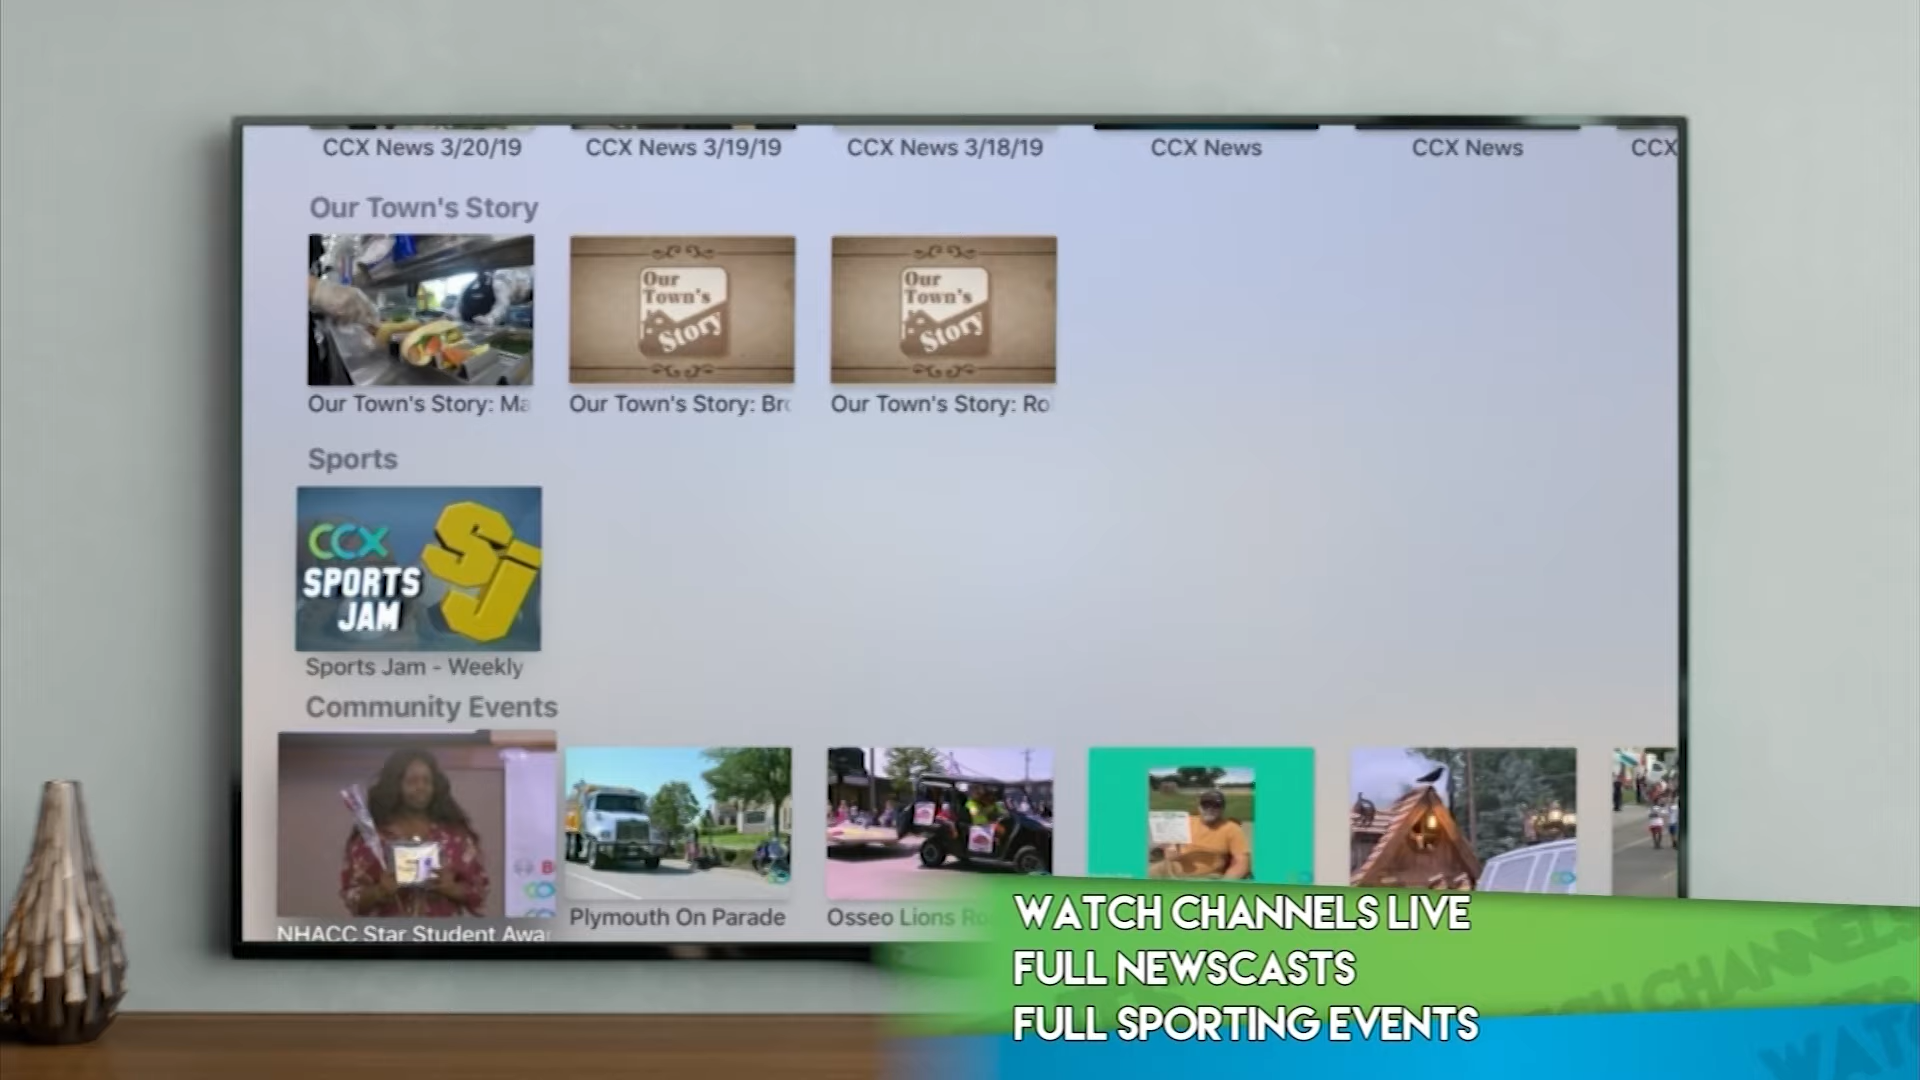 CCX News 3/20/19
CCX News 3/19/19
CCX News 3/18/19
CCX News
CCX News
CCX
Our Town's Story
Our
Town's
Story
Our
Town's
Story
Our Town's Story: Ma
Our Town's Story: Bro
Our Town's Story: Ro
Sports
CCX
SPORTS
JAM
SJ
Sports Jam - Weekly
Community Events
NHACC Star Student Awa
Plymouth On Parade
Osseo Lions Ro
WATCH CHANNELS LIVE
FULL NEWSCASTS
FULL SPORTING EVENTS